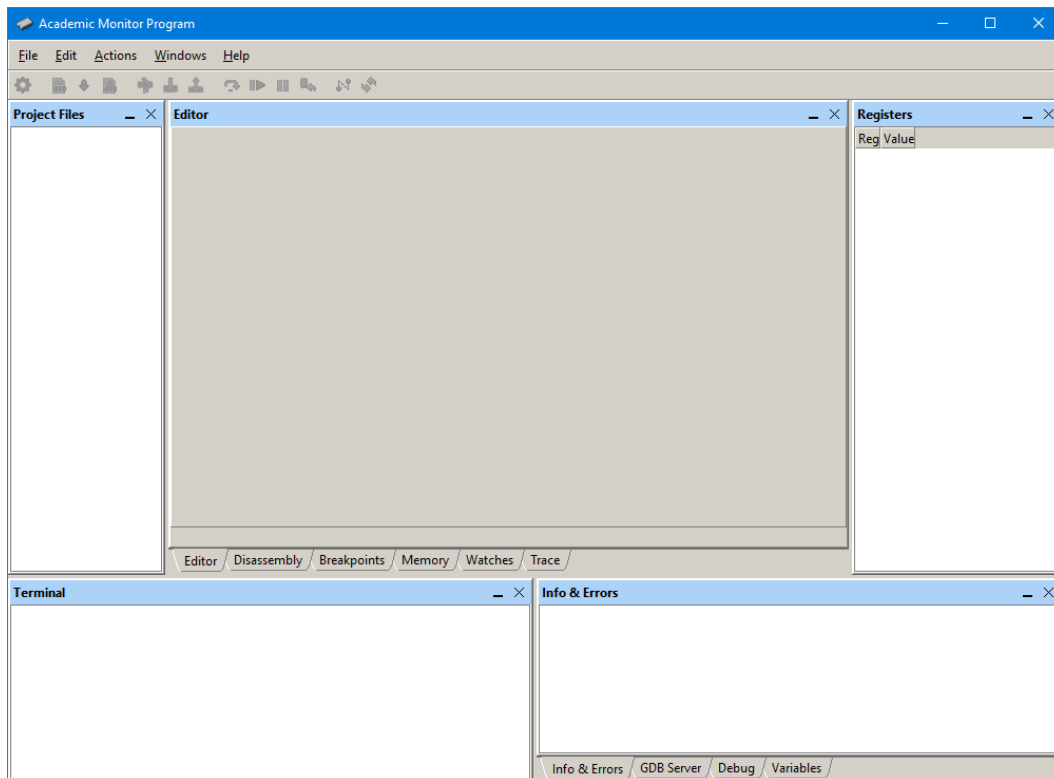 Academic Monitor Program
File Edit Actions Windows Help
Project Files
Editor
Registers
Reg Value
Editor Disassembly Breakpoints Memory Watches Trace
Terminal
Info & Errors
Info & Errors GDB Server Debug Variables